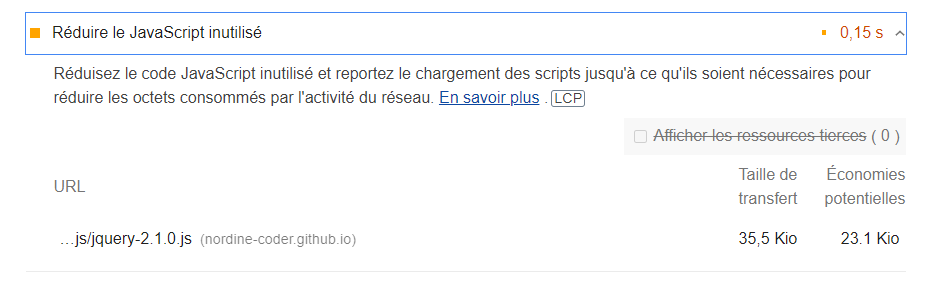 Réduire le JavaScript inutilisé 0,15 s
Réduisez le code JavaScript inutilisé et reportez le chargement des scripts jusqu'à ce qu'ils soient nécessaires pour
réduire les octets consommés par l'activité du réseau. En savoir plus . LCP
Afficher les ressources tierces ( 0 )
URL
Taille de transfert
Économies potentielles
…js/jquery-2.1.0.js (nordine-coder.github.io) 35,5 Kio 23.1 Kio